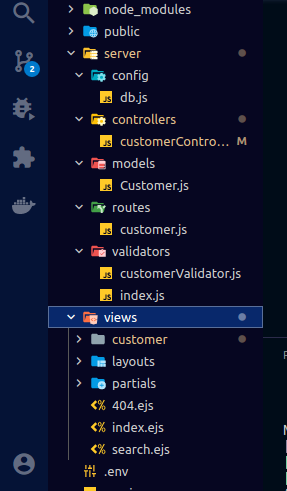 node_modules
public
server
config
db.js
controllers
customerContro... M
models
Customer.js
routes
customer.js
validators
customerValidator.js
index.js
views
customer
layouts
partials
404.ejs
index.ejs
search.ejs
.env
2